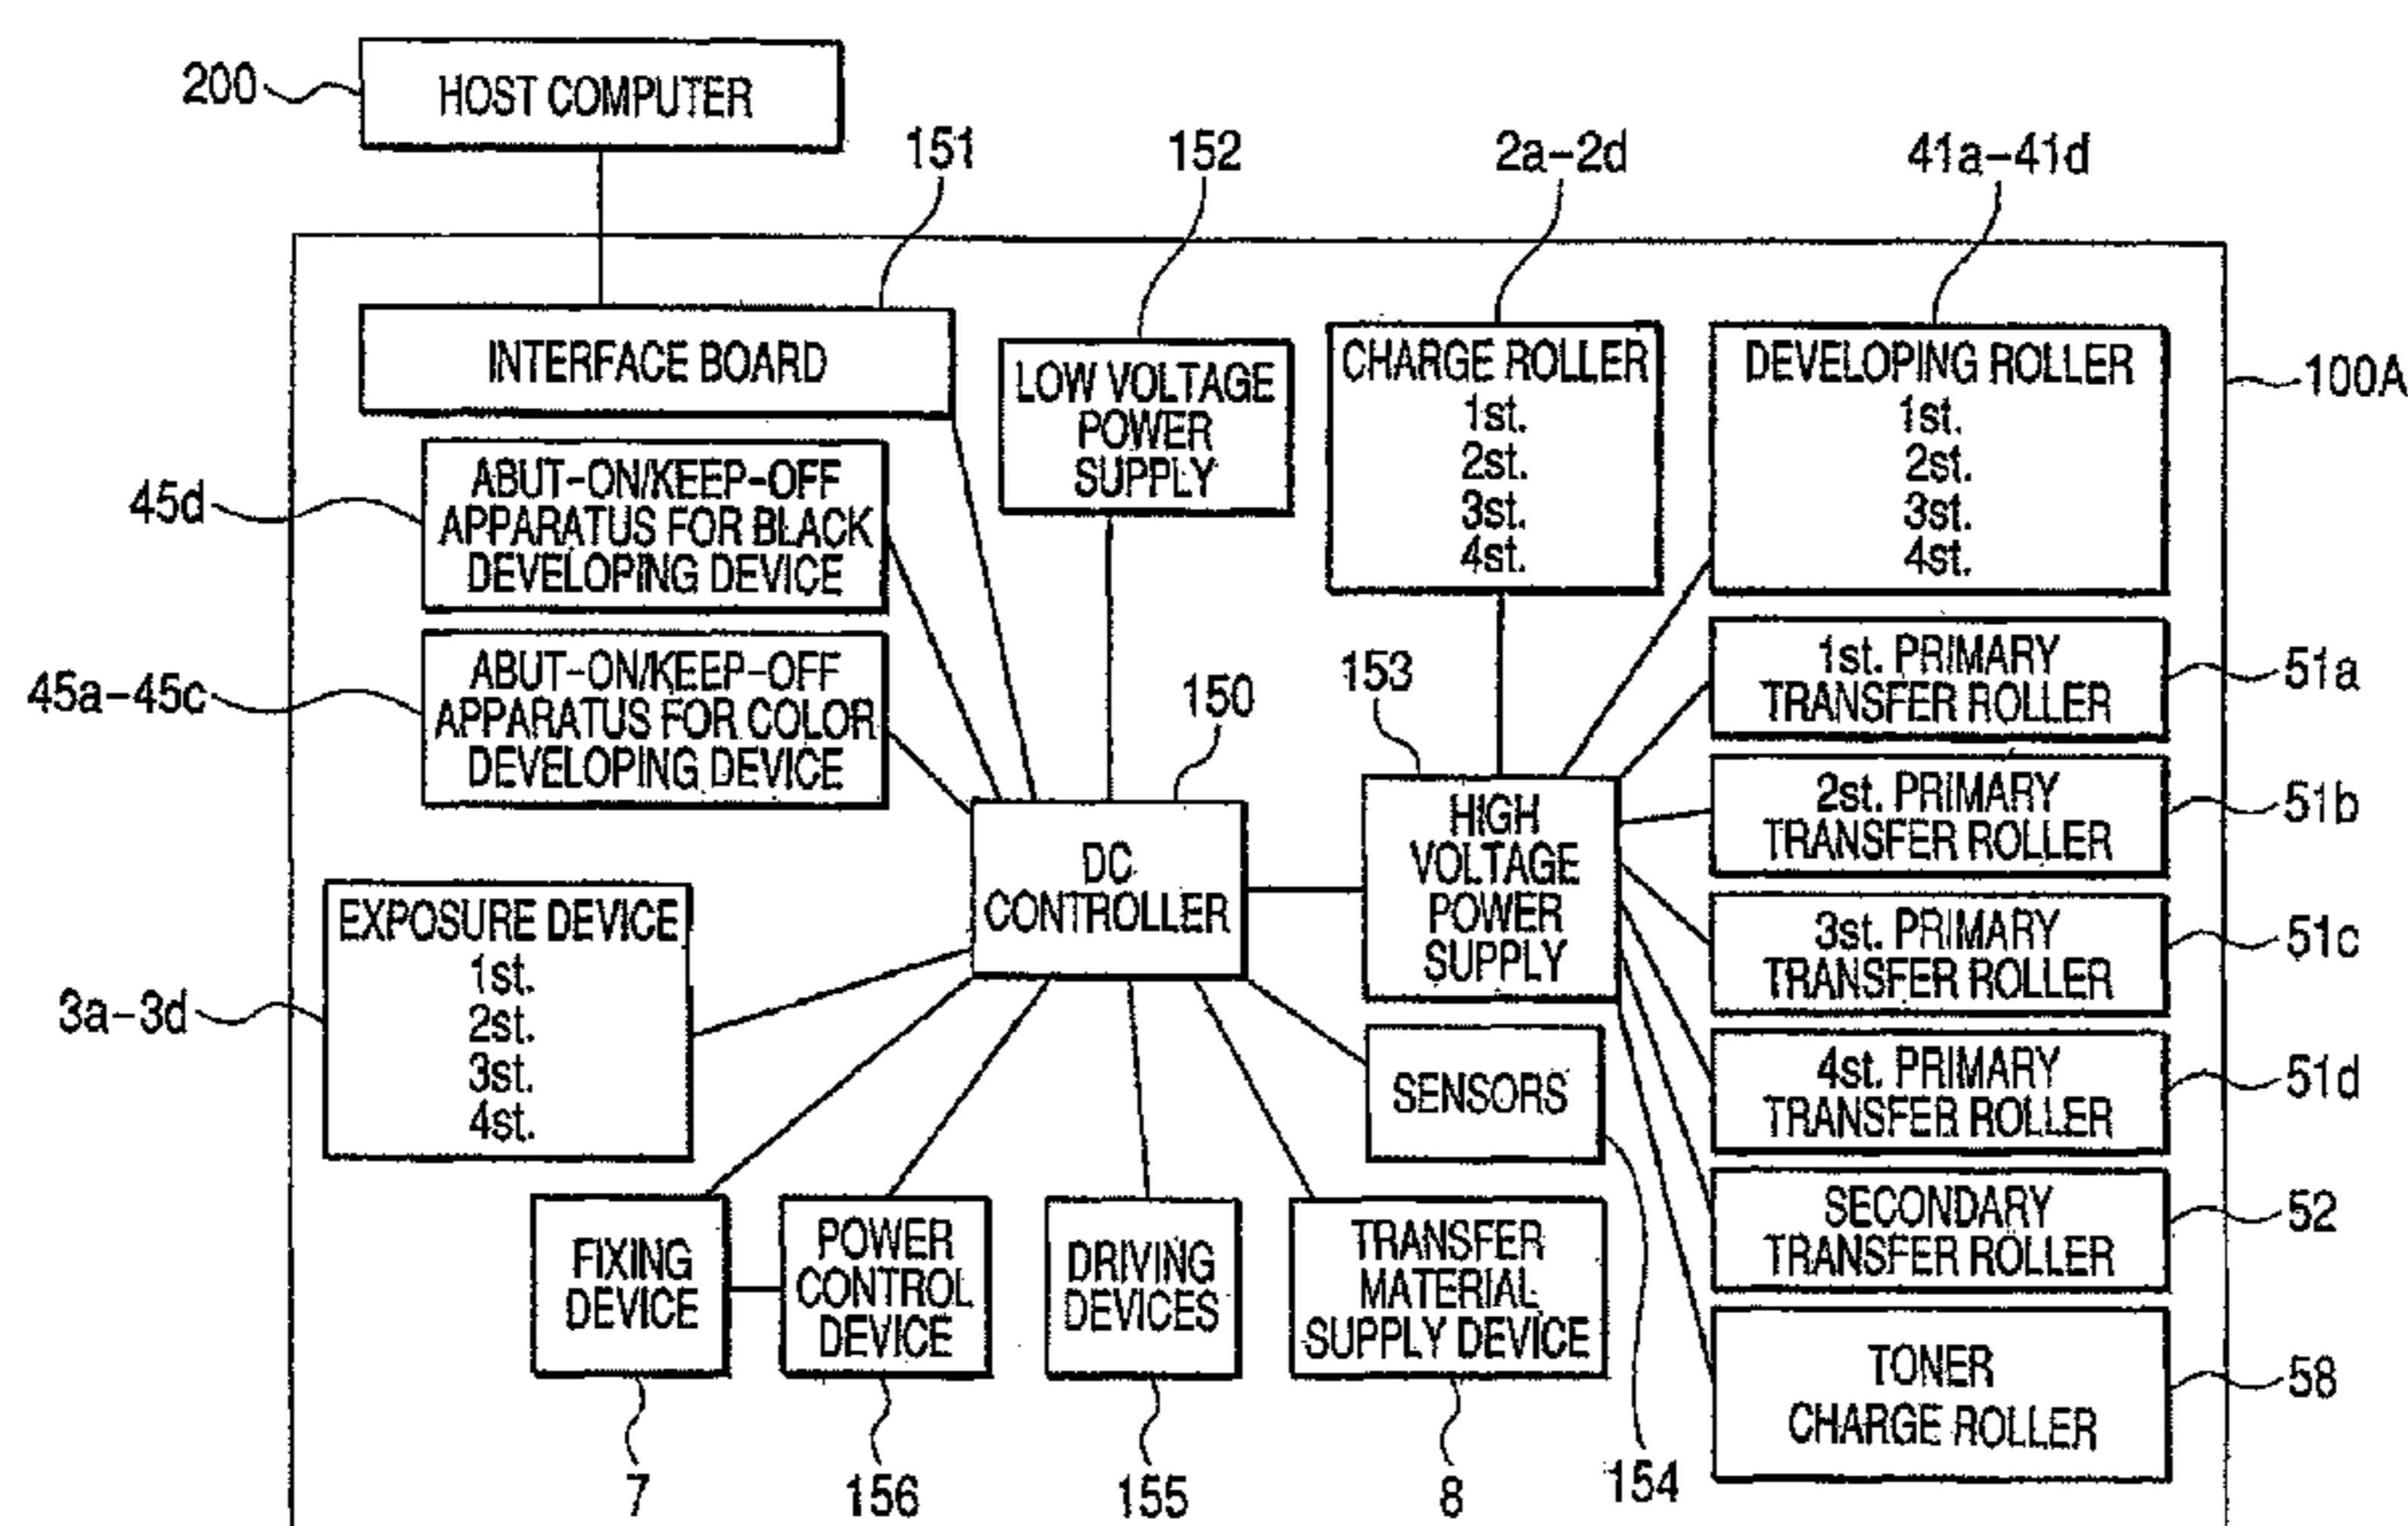 200
HOST COMPUTER
151
152
2a-2d
41a-41d
100A
INTERFACE BOARD
LOW VOLTAGE
POWER
SUPPLY
CHARGE ROLLER
1st.
2st.
3st.
4st.
DEVELOPING ROLLER
1st.
2st.
3st.
4st.
45d
ABUT-ON/KEEP-OFF
APPARATUS FOR BLACK
DEVELOPING DEVICE
45a-45c
ABUT-ON/KEEP-OFF
APPARATUS FOR COLOR
DEVELOPING DEVICE
150
DC
CONTROLLER
153
HIGH
VOLTAGE
POWER
SUPPLY
1st. PRIMARY
TRANSFER ROLLER
51a
2st. PRIMARY
TRANSFER ROLLER
51b
3st. PRIMARY
TRANSFER ROLLER
51c
4st. PRIMARY
TRANSFER ROLLER
51d
SECONDARY
TRANSFER ROLLER
52
TONER
CHARGE ROLLER
58
3a-3d
EXPOSURE DEVICE
1st.
2st.
3st.
4st.
SENSORS
154
FIXING
DEVICE
7
POWER
CONTROL
DEVICE
156
DRIVING
DEVICES
155
TRANSFER
MATERIAL
SUPPLY DEVICE
8